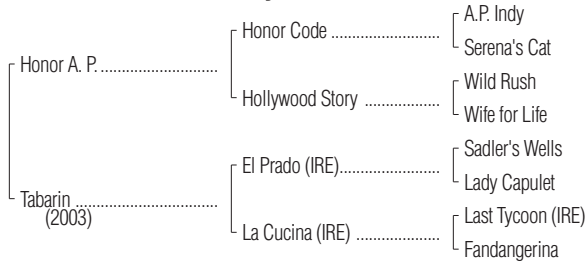 A.P. Indy
Honor Code
Serena's Cat
Honor A. P.
Wild Rush
Hollywood Story
Wife for Life
Sadler's Wells
El Prado (IRE)
Lady Capulet
Tabarin
(2003)
Last Tycoon (IRE)
La Cucina (IRE)
Fandangerina